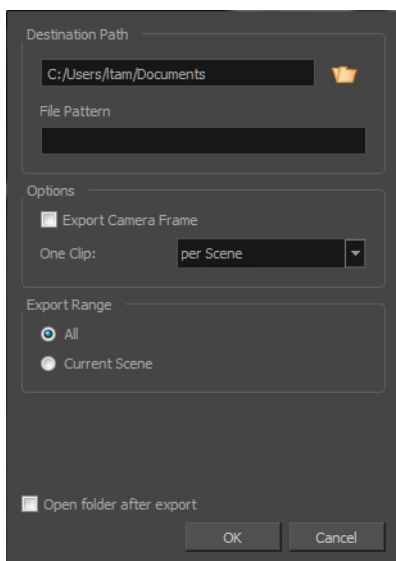 Destination Path
C:/Users/ltam/Documents
File Pattern
Options
Export Camera Frame
One Clip: per Scene
Export Range
All
Current Scene
Open folder after export
OK Cancel